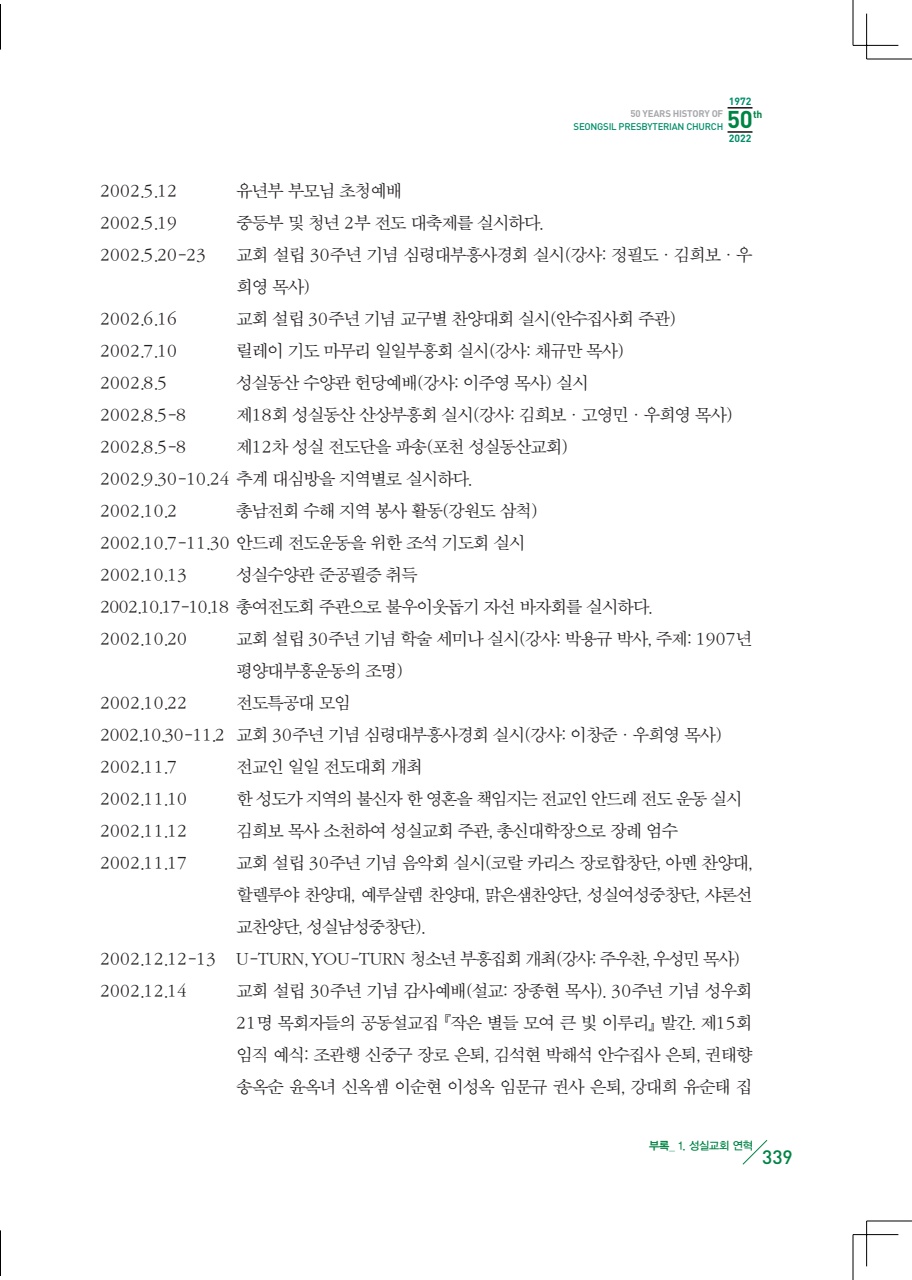 1972
50 YEARS HISTORY OF
50th
SEONGSIL PRESBYTERIAN CHURCH
2022
2002.5.12 유년부 부모님 초청예배
2002.5.19 중등부 및 청년 2부 전도 대축제를 실시하다.
2002.5.20-23 교회 설립 30주년 기념 심령대부흥사경회 실시(강사: 정필도 · 김희보 · 우
희영 목사)
2002.6.16 교회 설립 30주년 기념 교구별 찬양대회 실시(안수집사회 주관)
2002.7.10 릴레이 기도 마무리 일일부흥회 실시(강사: 채규만 목사)
2002.8.5 성실동산 수양관 헌당예배(강사: 이주영 목사) 실시
2002.8.5-8 제18회 성실동산 산상부흥회 실시(강사: 김희보 · 고영민 · 우희영 목사)
2002.8.5-8 제12차 성실 전도단을 파송(포천 성실동산교회)
2002.9.30-10.24 추계 대심방을 지역별로 실시하다.
2002.10.2 총남전회 수해 지역 봉사 활동(강원도 삼척)
2002.10.7-11.30 안드레 전도운동을 위한 조석 기도회 실시
2002.10.13 성실수양관 준공필증 취득
2002.10.17-10.18 총여전도회 주관으로 불우이웃돕기 자선 바자회를 실시하다.
2002.10.20 교회 설립 30주년 기념 학술 세미나 실시(강사: 박용규 박사, 주제: 1907년
평양대부흥운동의 조명)
2002.10.22 전도특공대 모임
2002.10.30-11.2 교회 30주년 기념 심령대부흥사경회 실시(강사: 이창준 · 우희영 목사)
2002.11.7 전교인 일일 전도대회 개최
2002.11.10 한 성도가 지역의 불신자 한 영혼을 책임지는 전교인 안드레 전도 운동 실시
2002.11.12 김희보 목사 소천하여 성실교회 주관, 총신대학장으로 장례 엄수
2002.11.17 교회 설립 30주년 기념 음악회 실시(코랄 카리스 장로합창단, 아멘 찬양대,
할렐루야 찬양대, 예루살렘 찬양대, 맑은샘찬양단, 성실여성중창단, 샤론선
교찬양단, 성실남성중창단).
2002.12.12-13 U-TURN, YOU-TURN 청소년 부흥집회 개최(강사: 주우찬, 우성민 목사)
2002.12.14 교회 설립 30주년 기념 감사예배(설교: 장종현 목사). 30주년 기념 성우회
21명 목회자들의 공동설교집 『작은 별들 모여 큰 빛 이루리』 발간. 제15회
임직 예식: 조관행 신중구 장로 은퇴, 김석현 박해석 안수집사 은퇴, 권태향
송옥순 윤옥녀 신옥셈 이순현 이성옥 임문규 권사 은퇴, 강대희 유순태 집
부록_ 1. 성실교회 연혁
339